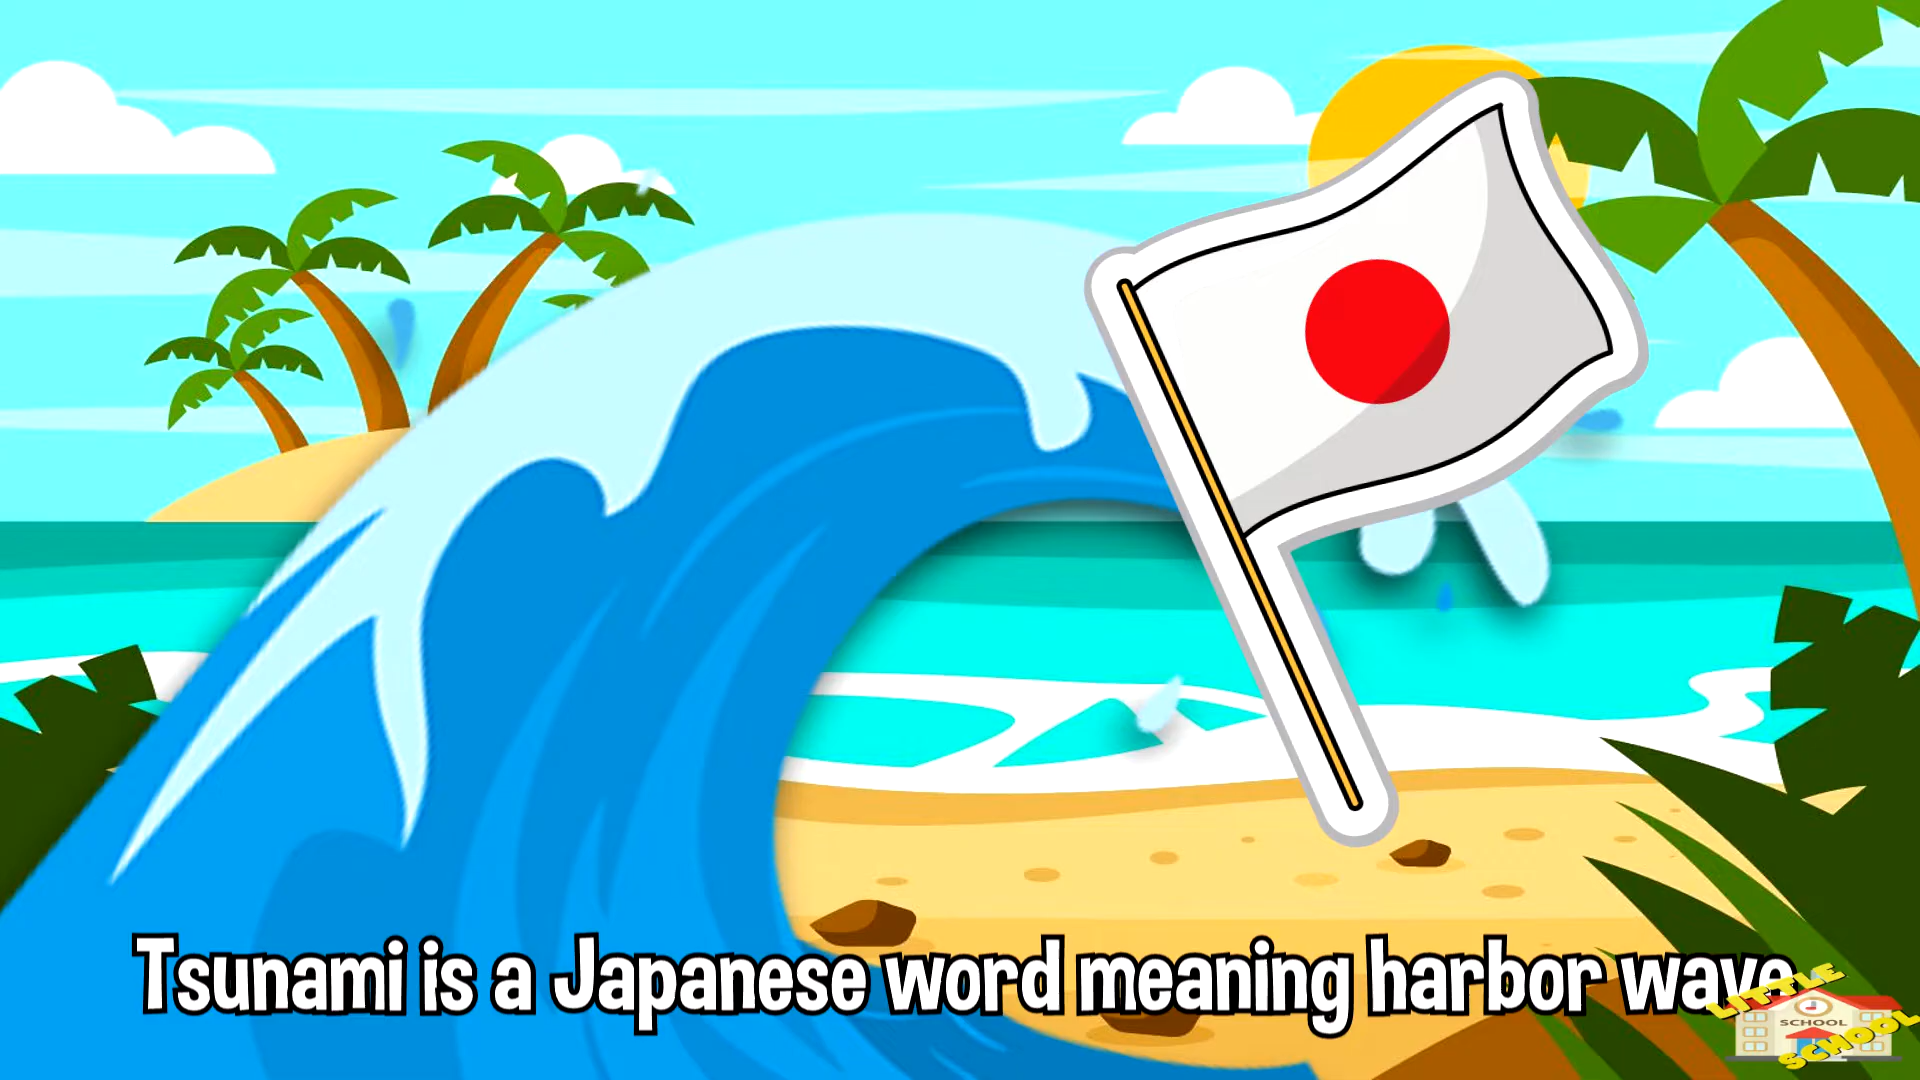 Tsunami is a Japanese word meaning harbor wave
LITTLE
SCHOOL
SCHOOL